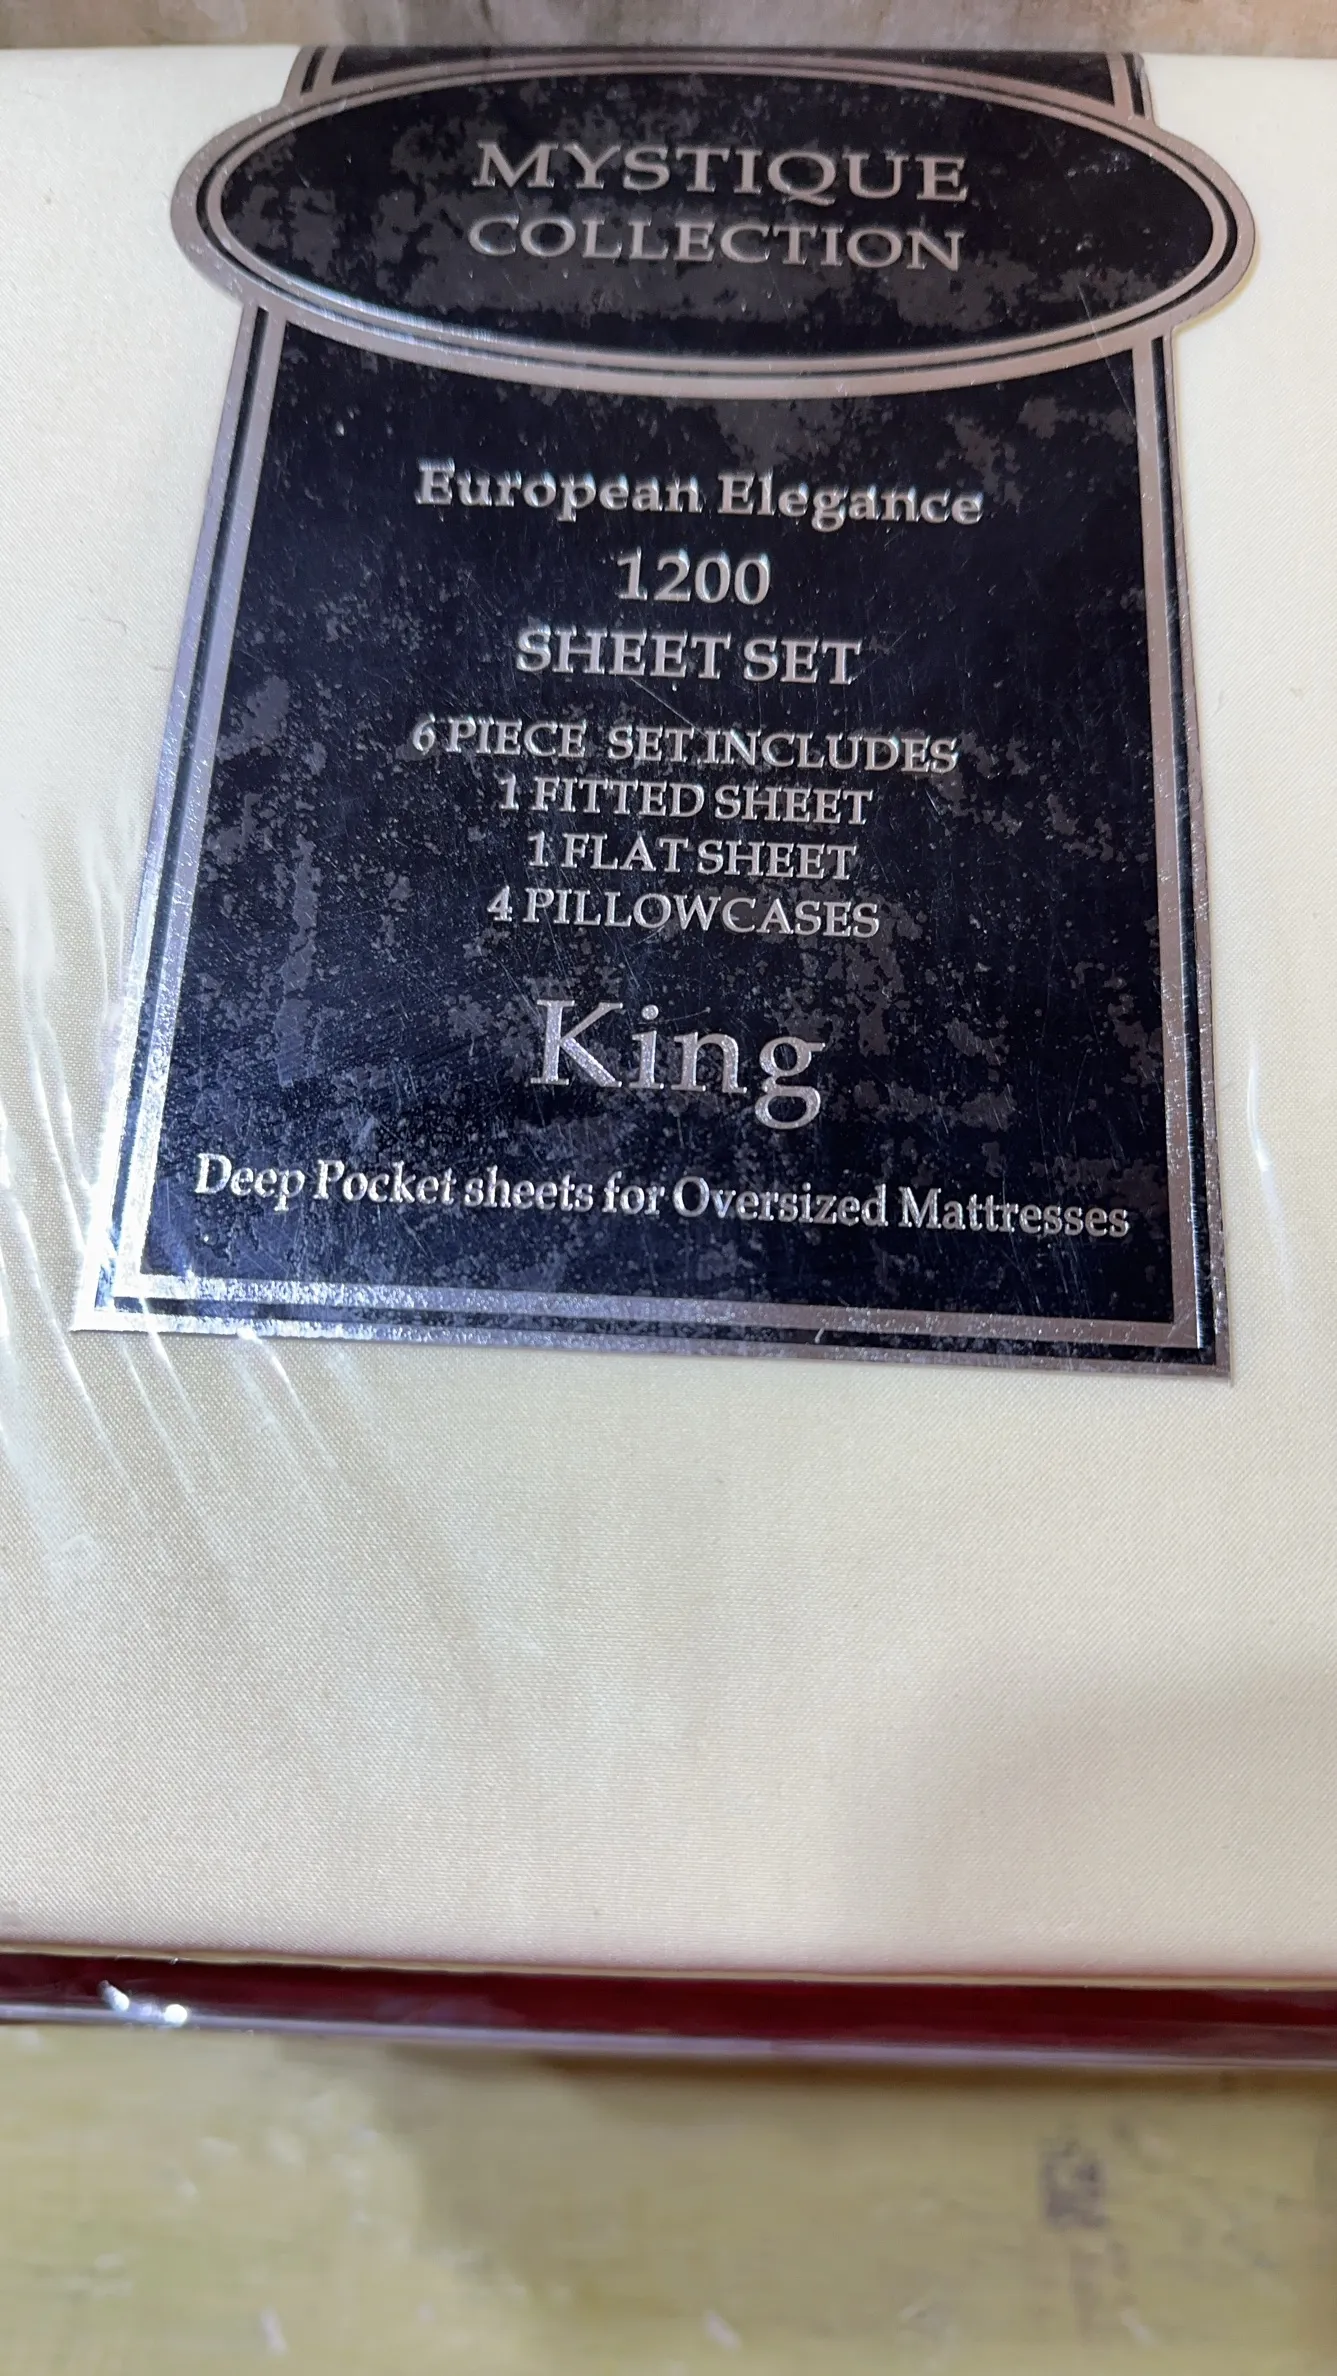 MYSTIQUE
COLLECTION
European Elegance
1200
SHEET SET
6 PIECE SET INCLUDES
1 FITTED SHEET
1 FLAT SHEET
4 PILLOWCASES
King
Deep Pocket sheets for Oversized Mattresses